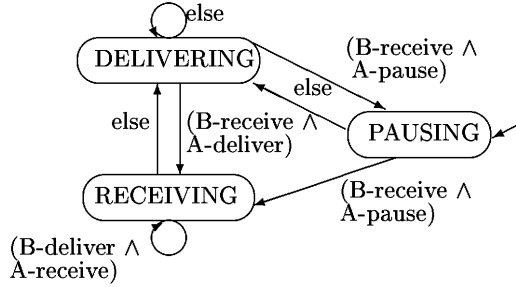 else
DELIVERING
(B-receive ∧
A-pause)
else
else
(B-receive ∧
A-deliver)
PAUSING
RECEIVING
(B-receive ∧
A-pause)
(B-deliver ∧
A-receive)